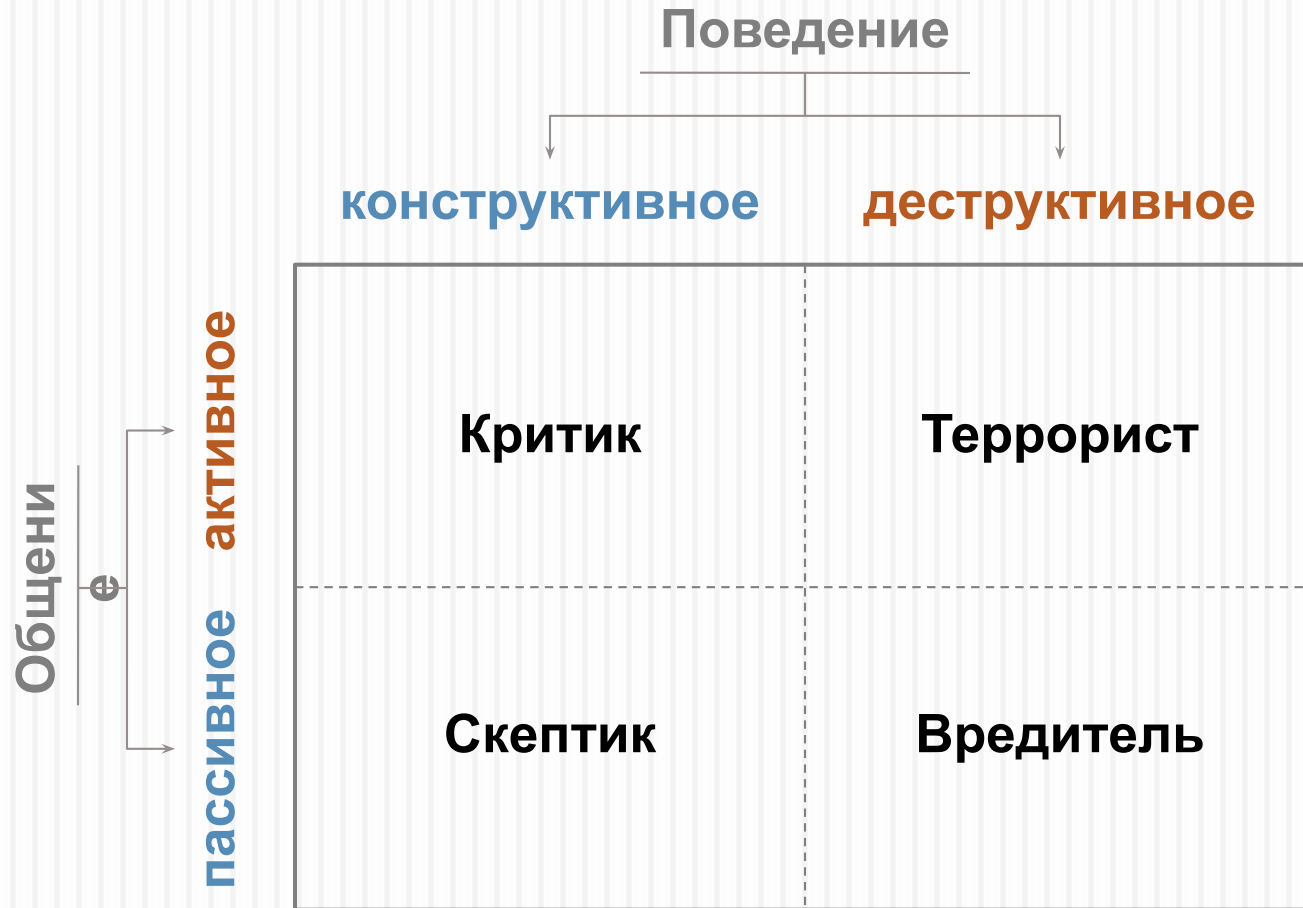 Поведение
конструктивное
деструктивное
Общени
е
активное
пассивное
Критик
Террорист
Скептик
Вредитель